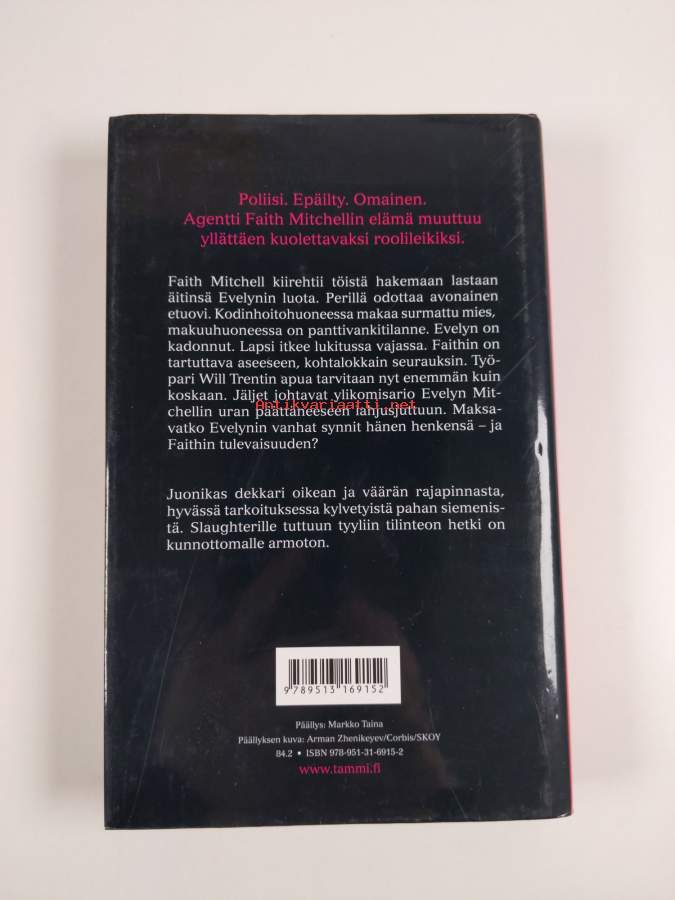 Poliisi. Epäilty. Omainen.
Agentti Faith Mitchellin elämä muuttuu
yllättäen kuolettavaksi roolileikiksi.
Faith Mitchell kiirehtii töistä hakemaan lastaan
äitinsä Evelynin luota. Perillä odottaa avonainen
etuovi. Kodinhoitohuoneessa makaa surmattu mies,
makuuhuoneessa on panttivankitilanne. Evelyn on
kadonnut. Lapsi itkee lukitussa vajassa. Faithin on
tartuttava aseeseen, kohtalokkain seurauksin. Työ-
pari Will Trentin apua tarvitaan nyt enemmän kuin
koskaan. Jäljet johtavat ylikomisario Evelyn Mit-
chellin uran päättäneeseen lahjusjuttuun. Maksa-
Antikvariaatti.net
vatko Evelynin vanhat synnit hänen henkensä – ja
Faithin tulevaisuuden?
Juonikas dekkari oikean ja väärän rajapinnasta,
hyvässä tarkoituksessa kylvetyistä pahan siemenis-
tä. Slaughterille tuttuun tyyliin tilinteon hetki on
kunnottomalle armoton.
9 789513 169152
Päällys: Markko Taina
Päällyksen kuva: Arman Zhenikeyev/Corbis/SKOY
84.2 • ISBN 978-951-31-6915-2
www.tammi.fi